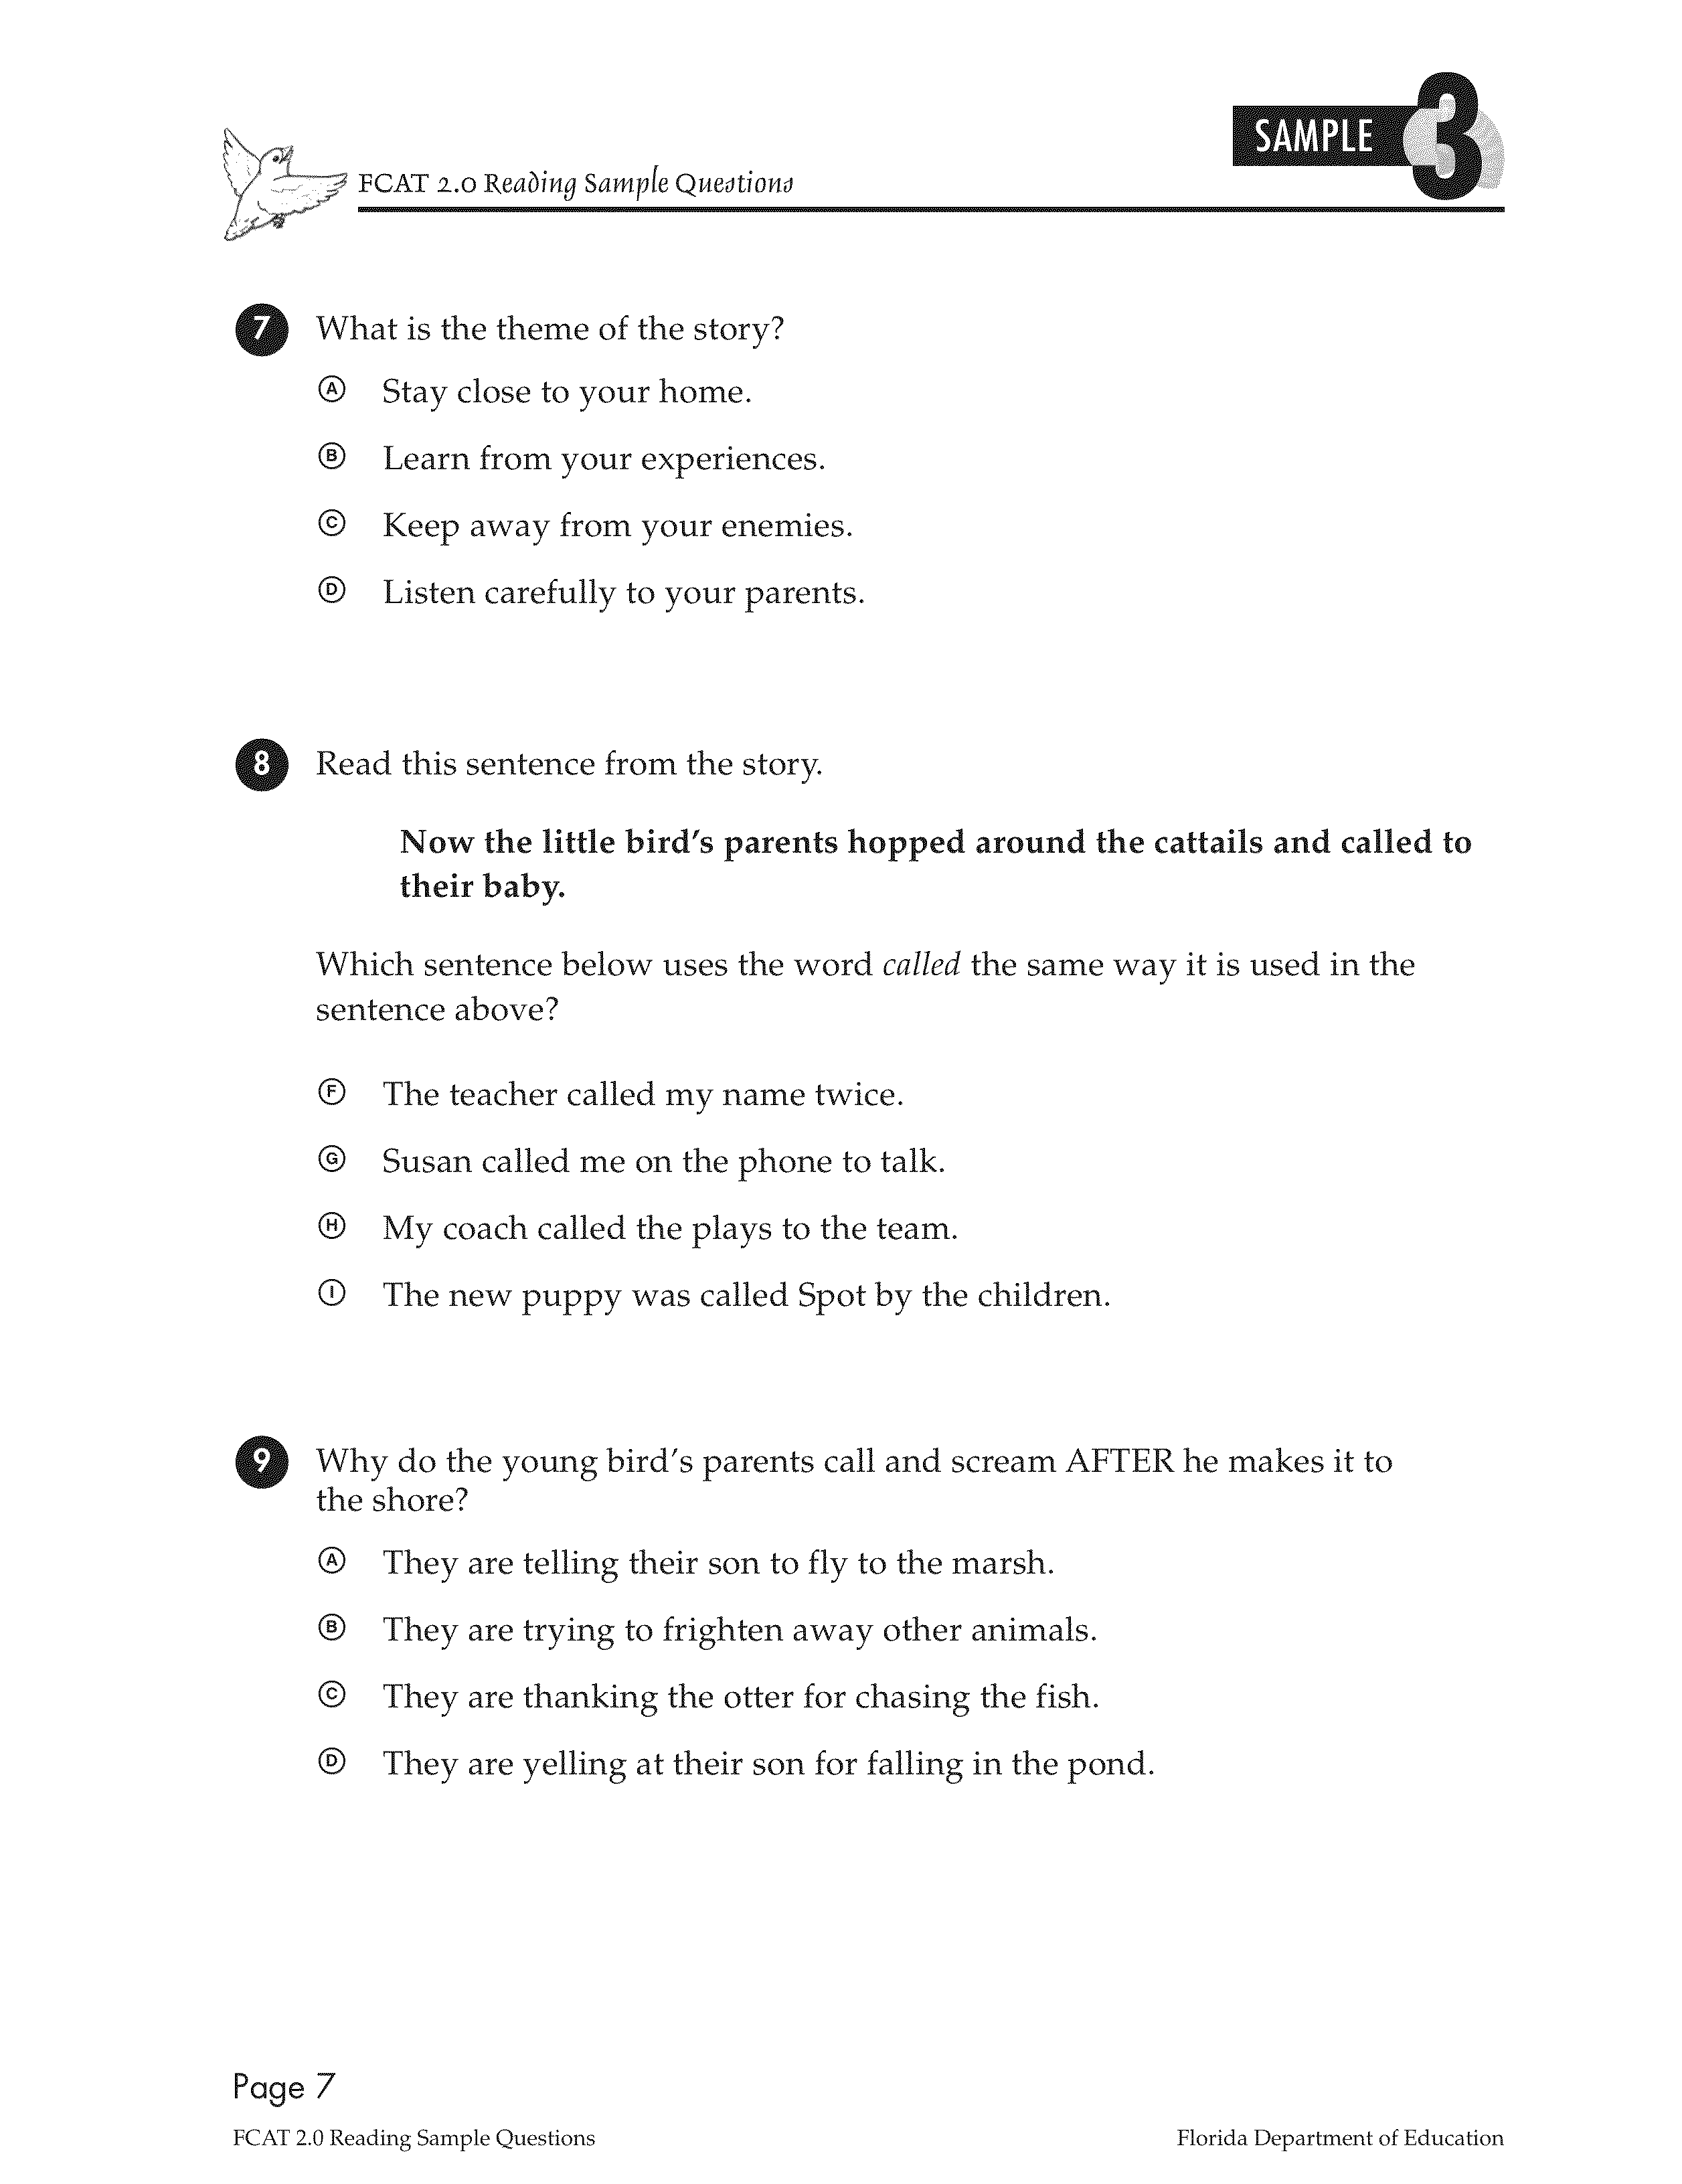 SAMPLE 3
FCAT 2.0 Reading Sample Questions
7 What is the theme of the story?
A Stay close to your home.
B Learn from your experiences.
C Keep away from your enemies.
D Listen carefully to your parents.
8 Read this sentence from the story.
Now the little bird's parents hopped around the cattails and called to
their baby.
Which sentence below uses the word called the same way it is used in the
sentence above?
F The teacher called my name twice.
G Susan called me on the phone to talk.
H My coach called the plays to the team.
I The new puppy was called Spot by the children.
9 Why do the young bird's parents call and scream AFTER he makes it to
the shore?
A They are telling their son to fly to the marsh.
B They are trying to frighten away other animals.
C They are thanking the otter for chasing the fish.
D They are yelling at their son for falling in the pond.
Page 7
FCAT 2.0 Reading Sample Questions Florida Department of Education